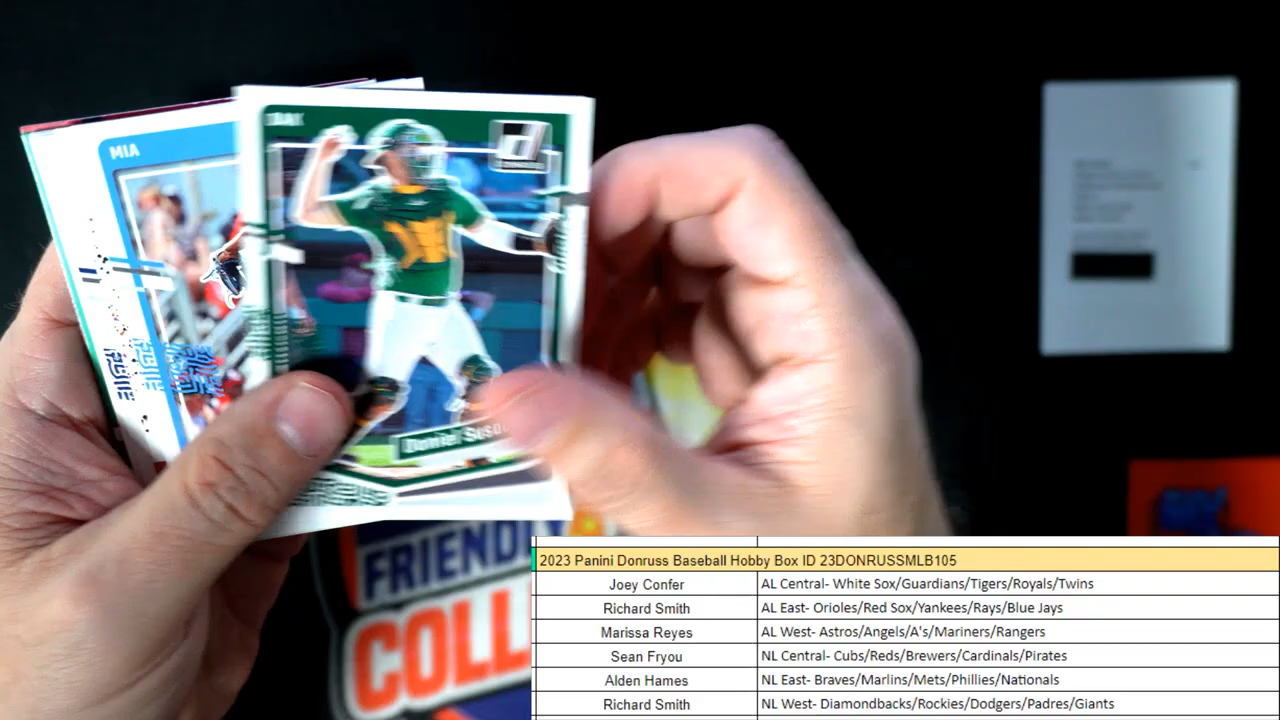 MIA
FRIENDL
COLL
2023 Panini Donruss Baseball Hobby Box ID 23DONRUSSMLB105
Joey Confer AL Central- White Sox/Guardians/Tigers/Royals/Twins
Richard Smith AL East- Orioles/Red Sox/Yankees/Rays/Blue Jays
Marissa Reyes AL West- Astros/Angels/A's/Mariners/Rangers
Sean Fryou NL Central- Cubs/Reds/Brewers/Cardinals/Pirates
Alden Hames NL East- Braves/Marlins/Mets/Phillies/Nationals
Richard Smith NL West- Diamondbacks/Rockies/Dodgers/Padres/Giants